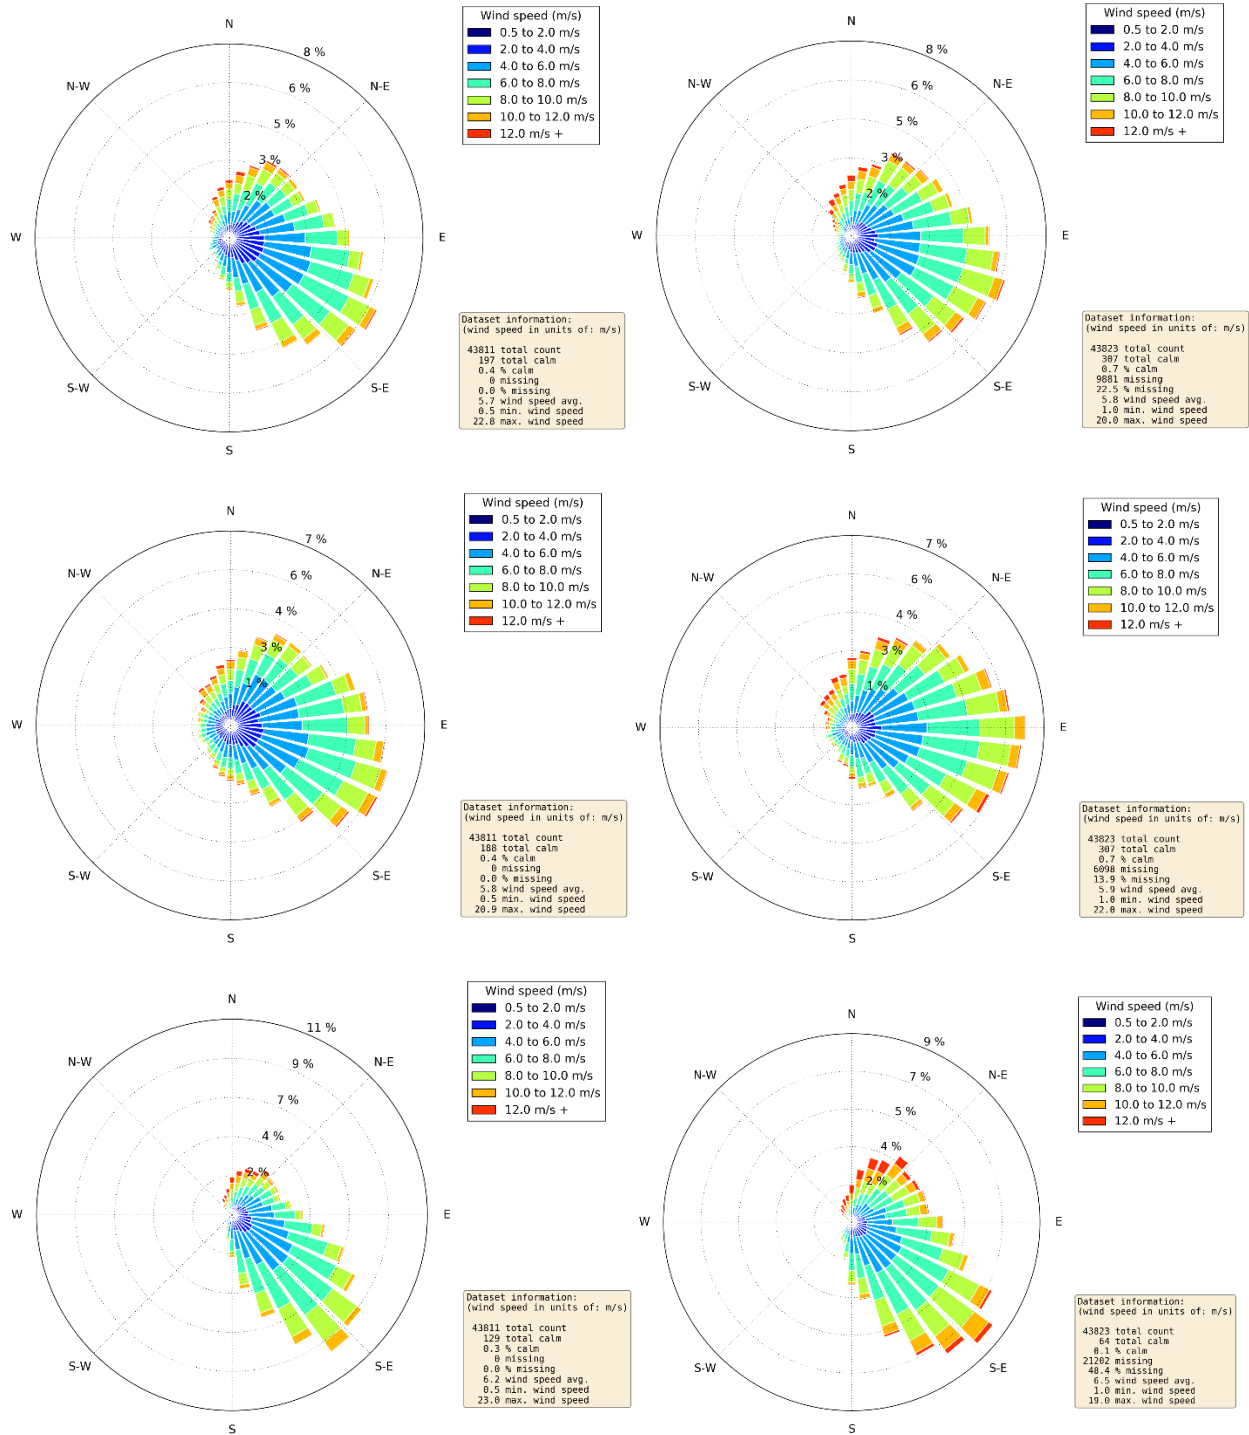 N
N-E
E
S-E
S
S-W
W
N-W
2 %
3 %
5 %
6 %
8 %
Wind speed (m/s)
0.5 to 2.0 m/s
2.0 to 4.0 m/s
4.0 to 6.0 m/s
6.0 to 8.0 m/s
8.0 to 10.0 m/s
10.0 to 12.0 m/s
12.0 m/s +
Dataset information:
(wind speed in units of: m/s)
43811 total count
197 total calm
0.4 % calm
0 missing
0.0 % missing
5.7 wind speed avg.
0.5 min. wind speed
22.8 max. wind speed
N
N-E
E
S-E
S
S-W
W
N-W
2 %
3 %
5 %
6 %
8 %
Wind speed (m/s)
0.5 to 2.0 m/s
2.0 to 4.0 m/s
4.0 to 6.0 m/s
6.0 to 8.0 m/s
8.0 to 10.0 m/s
10.0 to 12.0 m/s
12.0 m/s +
Dataset information:
(wind speed in units of: m/s)
43823 total count
307 total calm
0.7 % calm
9881 missing
22.5 % missing
5.8 wind speed avg.
1.0 min. wind speed
20.0 max. wind speed
N
N-E
E
S-E
S
S-W
W
N-W
1 %
3 %
4 %
6 %
7 %
Wind speed (m/s)
0.5 to 2.0 m/s
2.0 to 4.0 m/s
4.0 to 6.0 m/s
6.0 to 8.0 m/s
8.0 to 10.0 m/s
10.0 to 12.0 m/s
12.0 m/s +
Dataset information:
(wind speed in units of: m/s)
43811 total count
188 total calm
0.4 % calm
0 missing
0.0 % missing
5.8 wind speed avg.
0.5 min. wind speed
20.9 max. wind speed
N
N-E
E
S-E
S
S-W
W
N-W
1 %
3 %
4 %
6 %
7 %
Wind speed (m/s)
0.5 to 2.0 m/s
2.0 to 4.0 m/s
4.0 to 6.0 m/s
6.0 to 8.0 m/s
8.0 to 10.0 m/s
10.0 to 12.0 m/s
12.0 m/s +
Dataset information:
(wind speed in units of: m/s)
43823 total count
307 total calm
0.7 % calm
6098 missing
13.9 % missing
5.9 wind speed avg.
1.0 min. wind speed
22.0 max. wind speed
N
N-E
E
S-E
S
S-W
W
N-W
2 %
4 %
7 %
9 %
11 %
Wind speed (m/s)
0.5 to 2.0 m/s
2.0 to 4.0 m/s
4.0 to 6.0 m/s
6.0 to 8.0 m/s
8.0 to 10.0 m/s
10.0 to 12.0 m/s
12.0 m/s +
Dataset information:
(wind speed in units of: m/s)
43811 total count
129 total calm
0.3 % calm
0 missing
0.0 % missing
6.2 wind speed avg.
0.5 min. wind speed
23.0 max. wind speed
N
N-E
E
S-E
S
S-W
W
N-W
2 %
4 %
5 %
7 %
9 %
Wind speed (m/s)
0.5 to 2.0 m/s
2.0 to 4.0 m/s
4.0 to 6.0 m/s
6.0 to 8.0 m/s
8.0 to 10.0 m/s
10.0 to 12.0 m/s
12.0 m/s +
Dataset information:
(wind speed in units of: m/s)
43823 total count
64 total calm
0.1 % calm
21202 missing
48.4 % missing
6.5 wind speed avg.
1.0 min. wind speed
19.0 max. wind speed